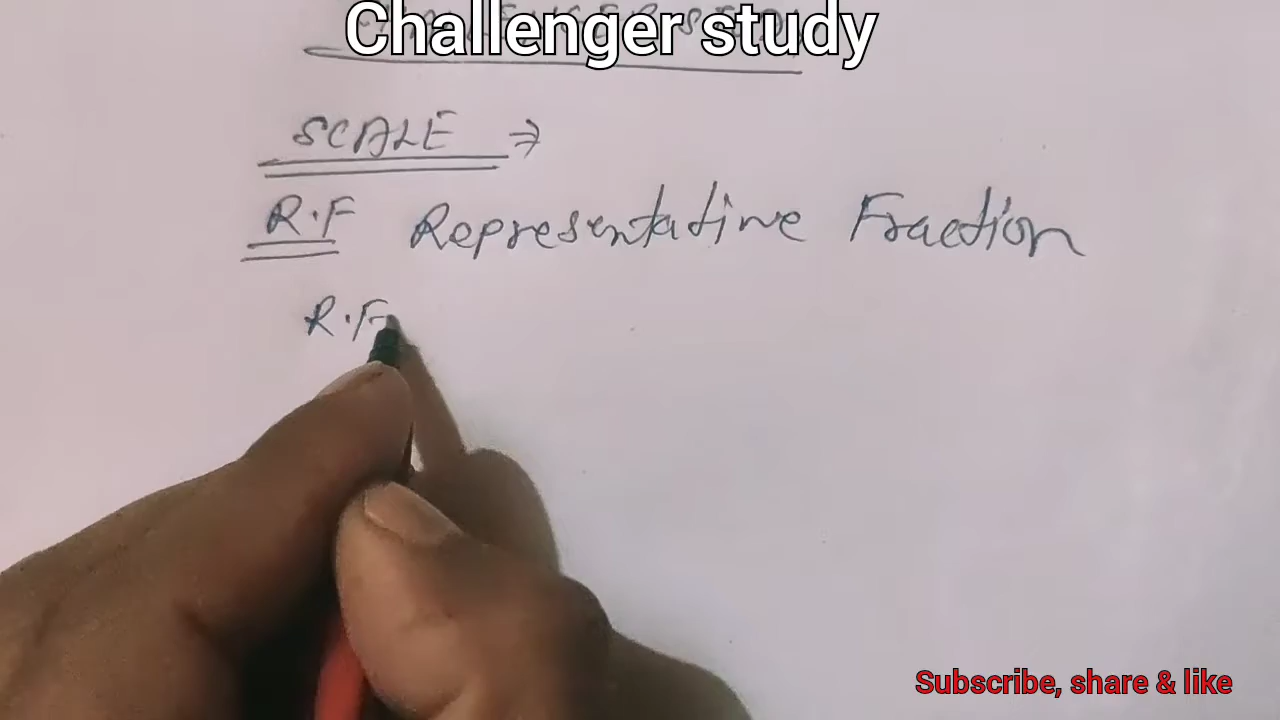 Challenger study
SCALE ⇒
R.F Representative Fraction
R.F
Subscribe, share & like